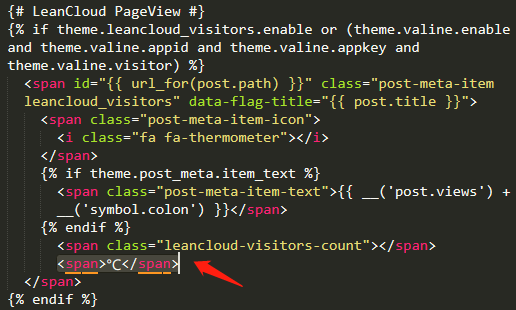 {# LeanCloud PageView #}
{% if theme.leancloud_visitors.enable or (theme.valine.enable
and theme.valine.appid and theme.valine.appkey and
theme.valine.visitor) %}
<span id="{{ url_for(post.path) }}" class="post-meta-item
leancloud_visitors" data-flag-title="{{ post.title }}">
<span class="post-meta-item-icon">
<i class="fa fa-thermometer"></i>
</span>
{% if theme.post_meta.item_text %}
<span class="post-meta-item-text">{{ __('post.views') +
__('symbol.colon') }}</span>
{% endif %}
<span class="leancloud-visitors-count"></span>
<span>℃</span>
</span>
{% endif %}